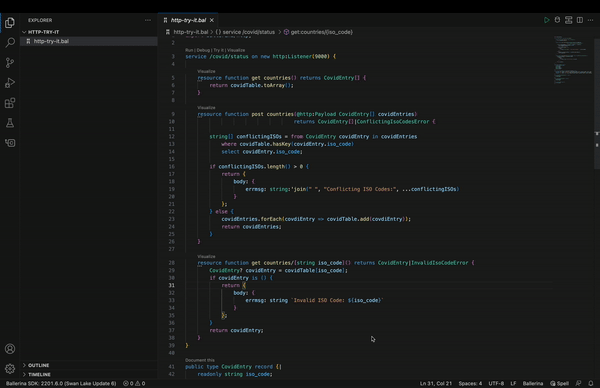 EXPLORER
HTTP-TRY-IT
http-try-it.bal
http-try-it.bal
http-try-it.bal > service /covid/status > get:countries/[iso_code]
2
Run | Debug | Try it | Visualize
3 service /covid/status on new http:Listener(9000) {
4
Visualize
5 resource function get countries() returns CovidEntry[] {
6 return covidTable.toArray();
7 }
8
Visualize
9 resource function post countries(@http:Payload CovidEntry[] covidEntries)
10 returns CovidEntry[]|ConflictingIsoCodesError {
11
12 string[] conflictingISOs = from CovidEntry covidEntry in covidEntries
13 where covidTable.hasKey(covidEntry.iso_code)
14 select covidEntry.iso_code;
15
16 if conflictingISOs.length() > 0 {
17 return {
18 body: {
19 errmsg: string:'join(" ", "Conflicting ISO Codes:", ...conflictingISOs)
20 }
21 };
22 } else {
23 covidEntries.forEach(covdiEntry => covidTable.add(covdiEntry));
24 return covidEntries;
25 }
26 }
27
Visualize
28 resource function get countries/[string iso_code]() returns CovidEntry|InvalidIsoCodeError {
29 CovidEntry? covidEntry = covidTable[iso_code];
30 if covidEntry is () {
31 return {
32 body: {
33 errmsg: string `Invalid ISO Code: ${iso_code}`
34 }
35 };
36 }
37 return covidEntry;
38 }
39 }
40
Document this
41 public type CovidEntry record {|
42 readonly string iso_code;
OUTLINE
TIMELINE
Ballerina SDK: 2201.6.0 (Swan Lake Update 6) 0 0 Ln 31, Col 21 Spaces: 4 UTF-8 LF Ballerina Spell